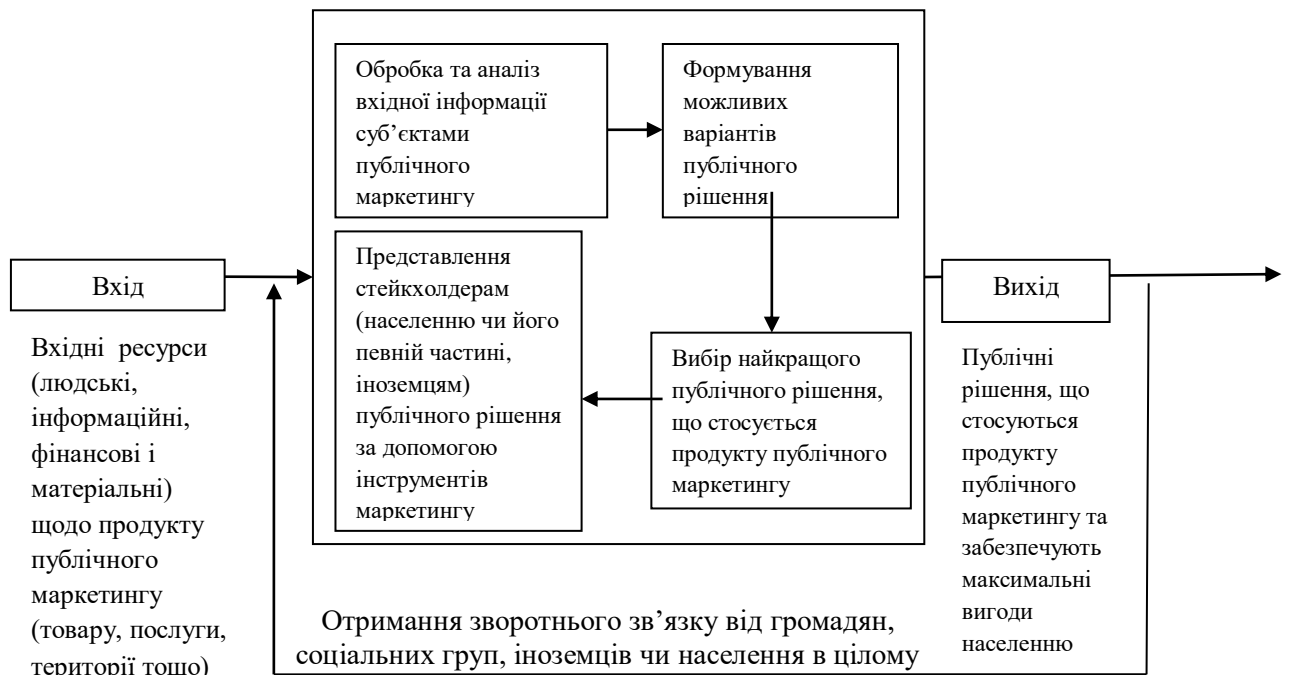 Обробка та аналіз
вхідної інформації
суб’єктами
публічного
маркетингу
Формування
можливих
варіантів
публічного
рішення
Представлення
стейкхолдерам
(населенню чи його
певній частині,
іноземцям)
публічного рішення
за допомогою
інструментів
маркетингу
Вибір найкращого
публічного рішення,
що стосується
продукту публічного
маркетингу
Вхід
Вхідні ресурси
(людські,
інформаційні,
фінансові і
матеріальні)
щодо продукту
публічного
маркетингу
(товару, послуги,
території тощо)
Вихід
Публічні
рішення, що
стосуються
продукту
публічного
маркетингу та
забезпечують
максимальні
вигоди
населенню
Отримання зворотнього зв’язку від громадян,
соціальних груп, іноземців чи населення в цілому